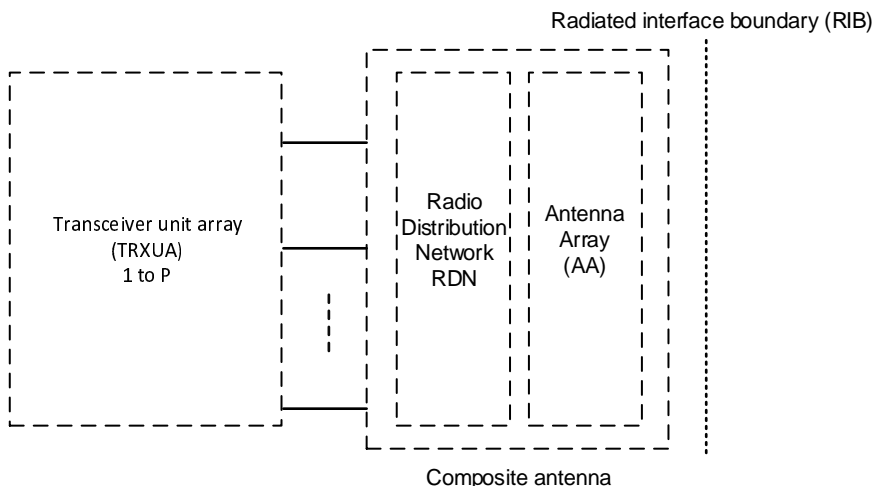 Radiated interface boundary (RIB)
Transceiver unit array
(TRXUA)
1 to P
Radio
Distribution
Network
RDN
Antenna
Array
(AA)
Composite antenna